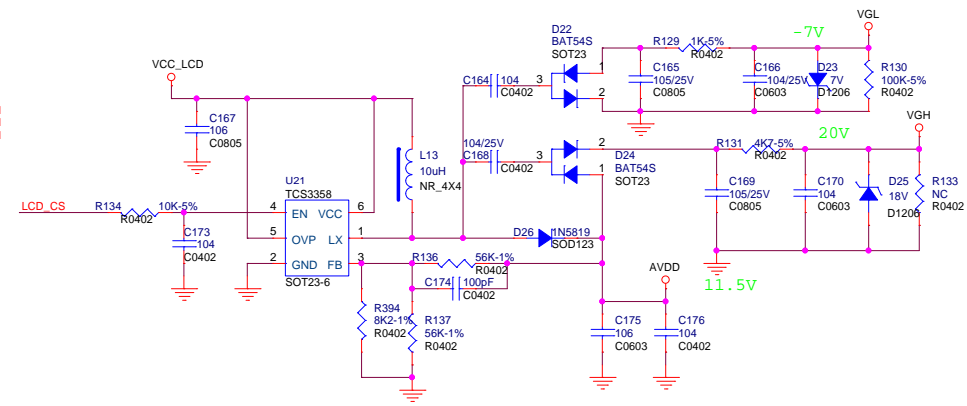 D22
BAT54S
SOT23
-7V
VGL
1
2
3
C164
104
C0402
R129
1K-5%
R0402
C165
105/25V
C0805
C166
104/25V
C0603
D23
7V
D1206
R130
100K-5%
R0402
VCC_LCD
C167
106
C0805
L13
10uH
NR_4X4
104/25V
C168
C0402
3
2
1
D24
BAT54S
SOT23
20V
VGH
R131
4K7-5%
R0402
C169
105/25V
C0805
C170
104
C0603
D25
18V
D1206
R133
NC
R0402
11.5V
LCD_CS
R134
10K-5%
R0402
C173
104
C0402
U21
TCS3358
4
EN
VCC
6
5
OVP
LX
1
2
GND
FB
3
SOT23-6
D26
1N5819
SOD123
R136
56K-1%
R0402
C174
100pF
C0402
R394
8K2-1%
R0402
R137
56K-1%
R0402
AVDD
C175
106
C0603
C176
104
C0402